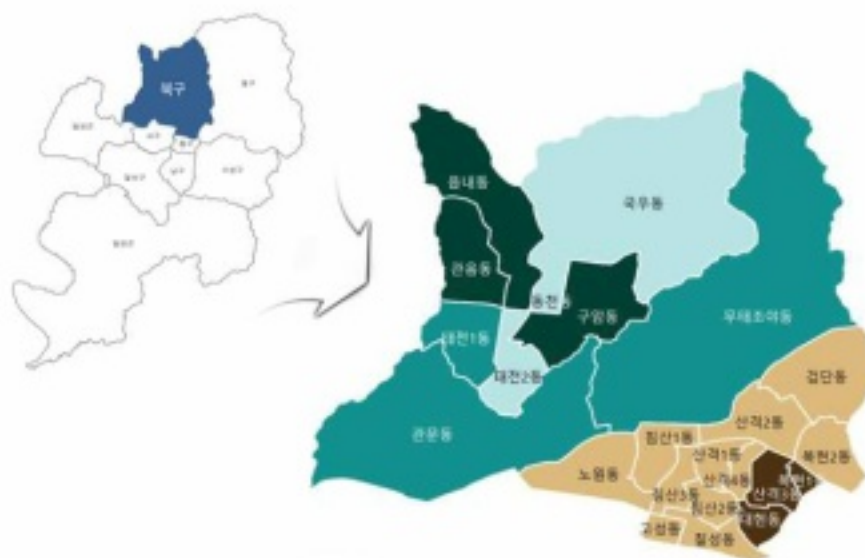 북구
동구
서구
중구
달서구
남구
수성구
읍내동
국우동
관음동
동천동
구암동
무태조야동
태전1동
태전2동
관문동
검단동
산격2동
침산1동
복현2동
산격1동
노원동
산격4동
복현1
산격3동
침산3동
침산2동
대현동
고성동
칠성동